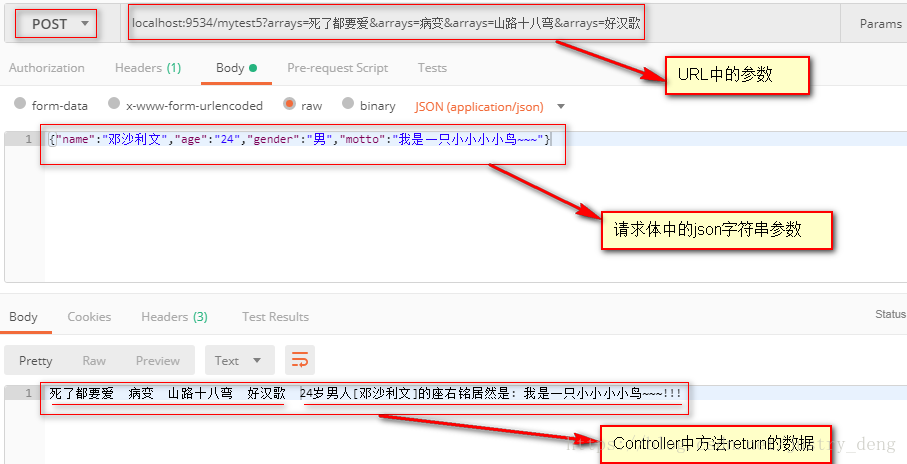 POST localhost:9534/mytest5?arrays=死了都要爱&arrays=病变&arrays=山路十八弯&arrays=好汉歌 Params
URL中的参数
Authorization Headers (1) Body Pre-request Script Tests
form-data x-www-form-urlencoded raw binary JSON (application/json)
1 {"name":"邓沙利文","age":"24","gender":"男","motto":"我是一只小小小小鸟~~~"}
请求体中的json字符串参数
Body Cookies Headers (3) Test Results Status
Pretty Raw Preview Text
1 死了都要爱 病变 山路十八弯 好汉歌 24岁男人[邓沙利文]的座右铭居然是: 我是一只小小小小鸟~~~!!!
Controller中方法return的数据